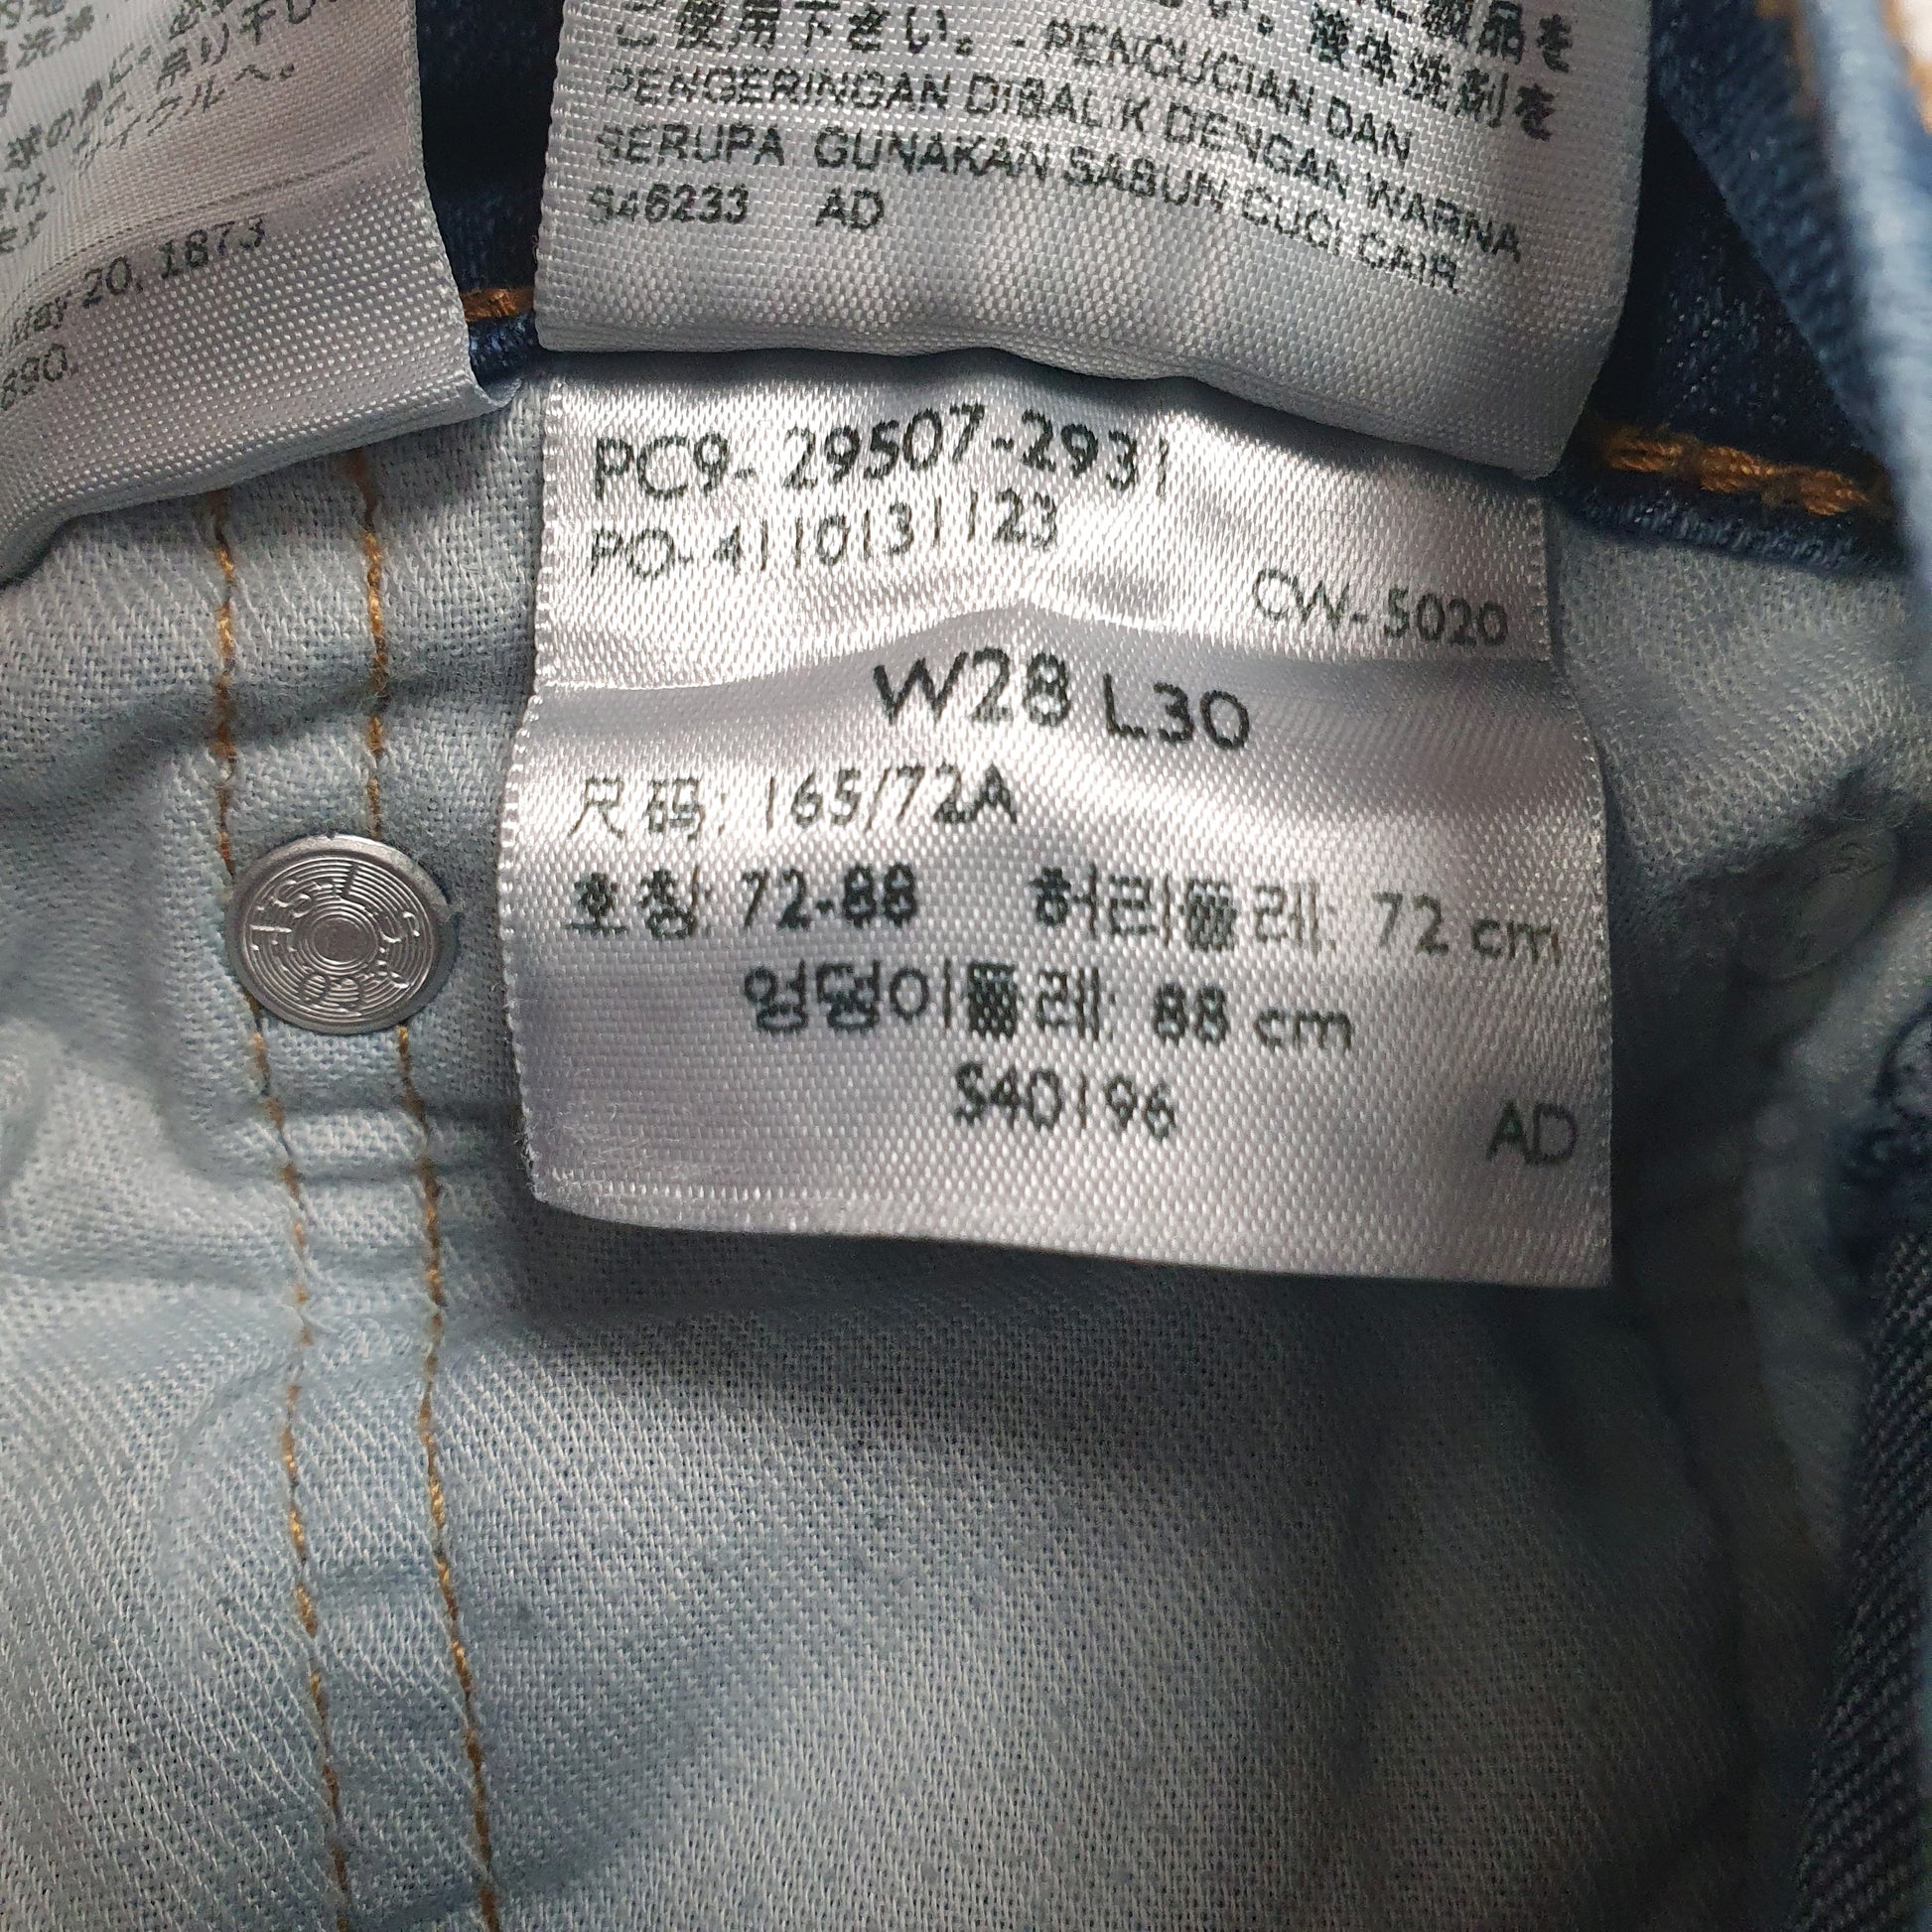 May 20, 1873
890.
ご使用下さい。- PENCUCIAN DAN
PENGERINGAN DIBALIK DENGAN WARNA
SERUPA GUNAKAN SABUN CUCI CAIR
S46233 AD
PC9- 29507-2931
PO- 4110131123
CW- 5020
W28 L30
尺码: 165/72A
호칭: 72-88 허리둘레: 72 cm
엉덩이둘레: 88 cm
S40196 AD